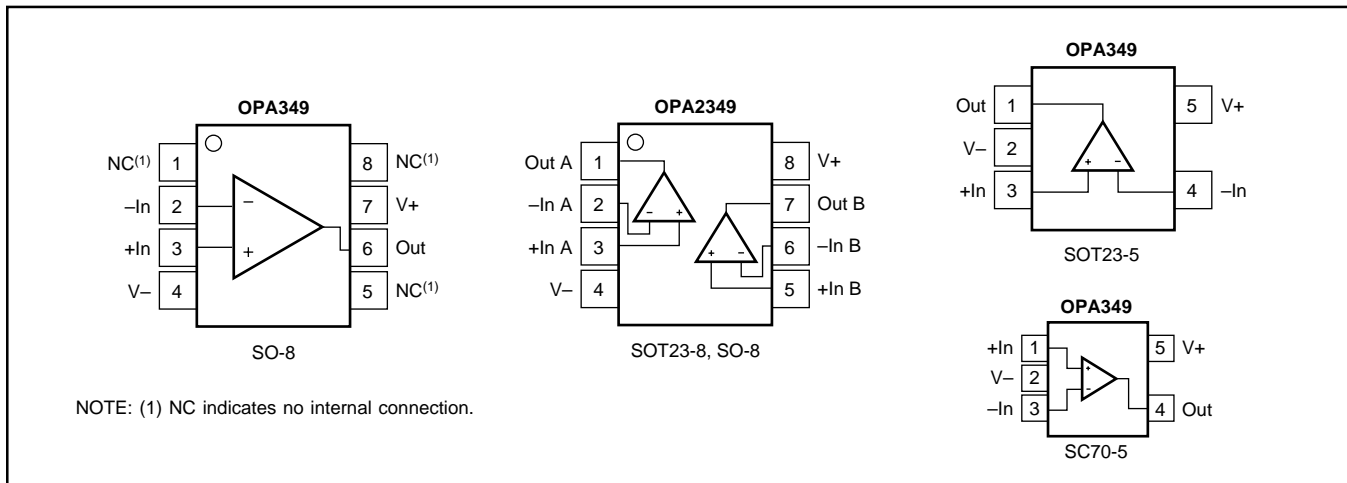 OPA349
NC(1) 1
–In 2
+In 3
V– 4
8 NC(1)
7 V+
6 Out
5 NC(1)
– +
SO-8
OPA2349
Out A 1
–In A 2
+In A 3
V– 4
8 V+
7 Out B
6 –In B
5 +In B
– +
+ –
SOT23-8, SO-8
OPA349
Out 1
V– 2
+In 3
5 V+
4 –In
+ –
SOT23-5
OPA349
+In 1
V– 2
–In 3
5 V+
4 Out
+ –
SC70-5
NOTE: (1) NC indicates no internal connection.